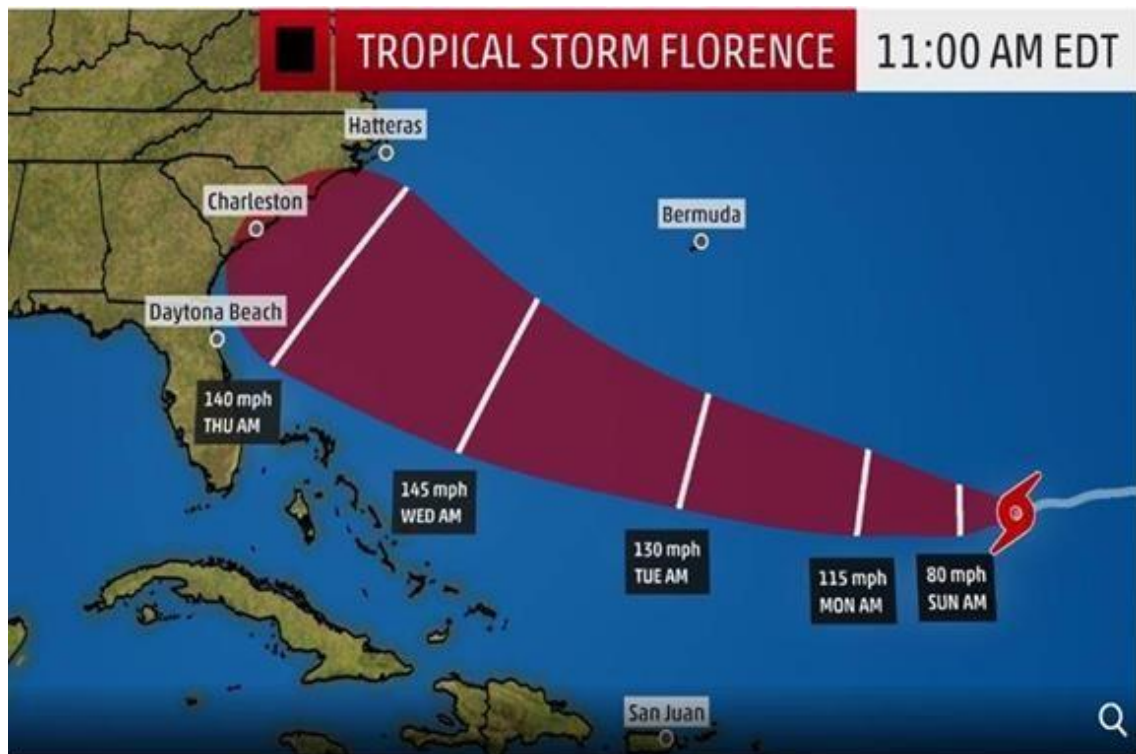 TROPICAL STORM FLORENCE
11:00 AM EDT
Hatteras
Charleston
Bermuda
Daytona Beach
140 mph
THU AM
145 mph
WED AM
130 mph
TUE AM
115 mph
MON AM
80 mph
SUN AM
San Juan